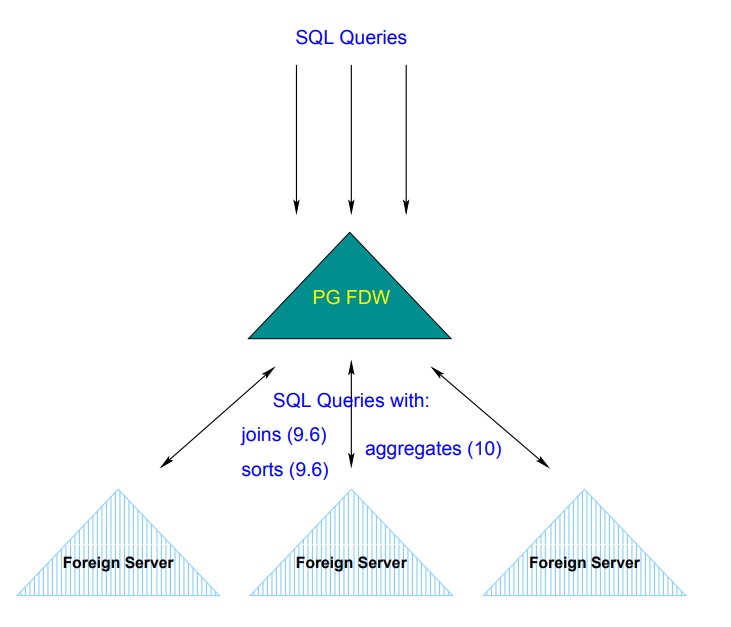 SQL Queries
PG FDW
SQL Queries with:
joins (9.6)
aggregates (10)
sorts (9.6)
Foreign Server
Foreign Server
Foreign Server